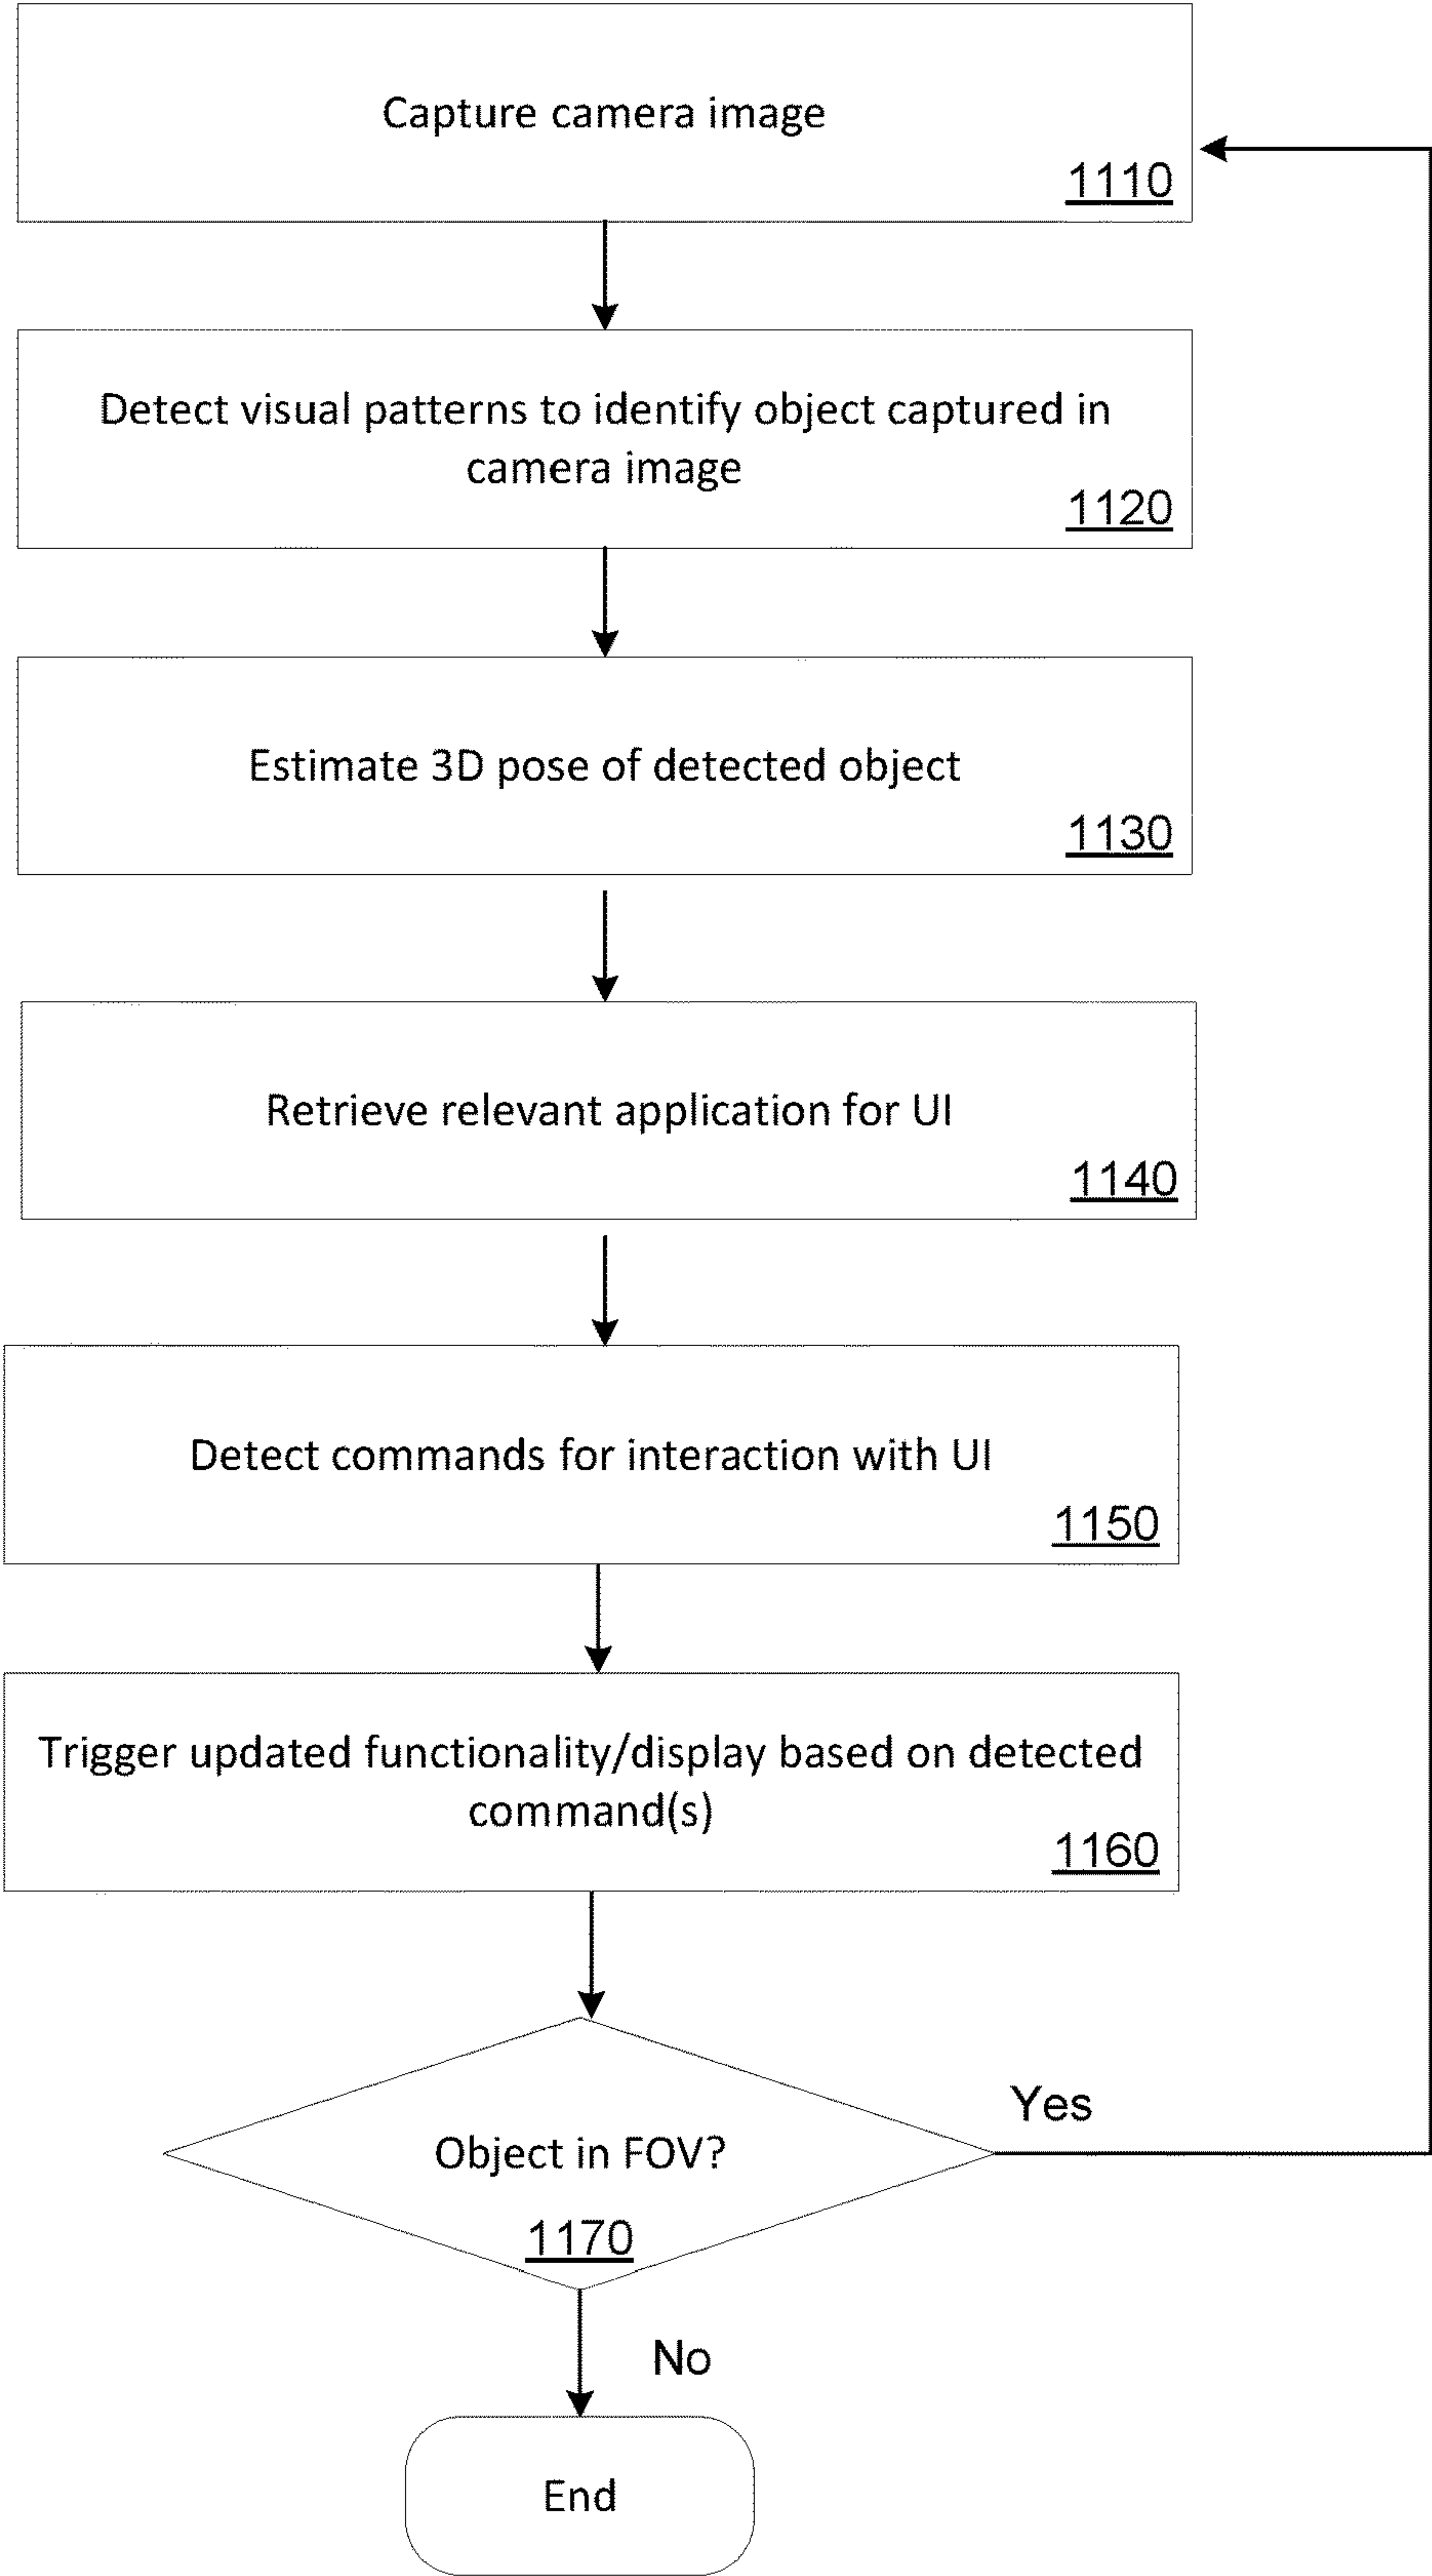 Capture camera image
1110
Detect visual patterns to identify object captured in
camera image
1120
Estimate 3D pose of detected object
1130
Retrieve relevant application for UI
1140
Detect commands for interaction with UI
1150
Trigger updated functionality/display based on detected
command(s)
1160
Yes
Object in FOV?
1170
No
End